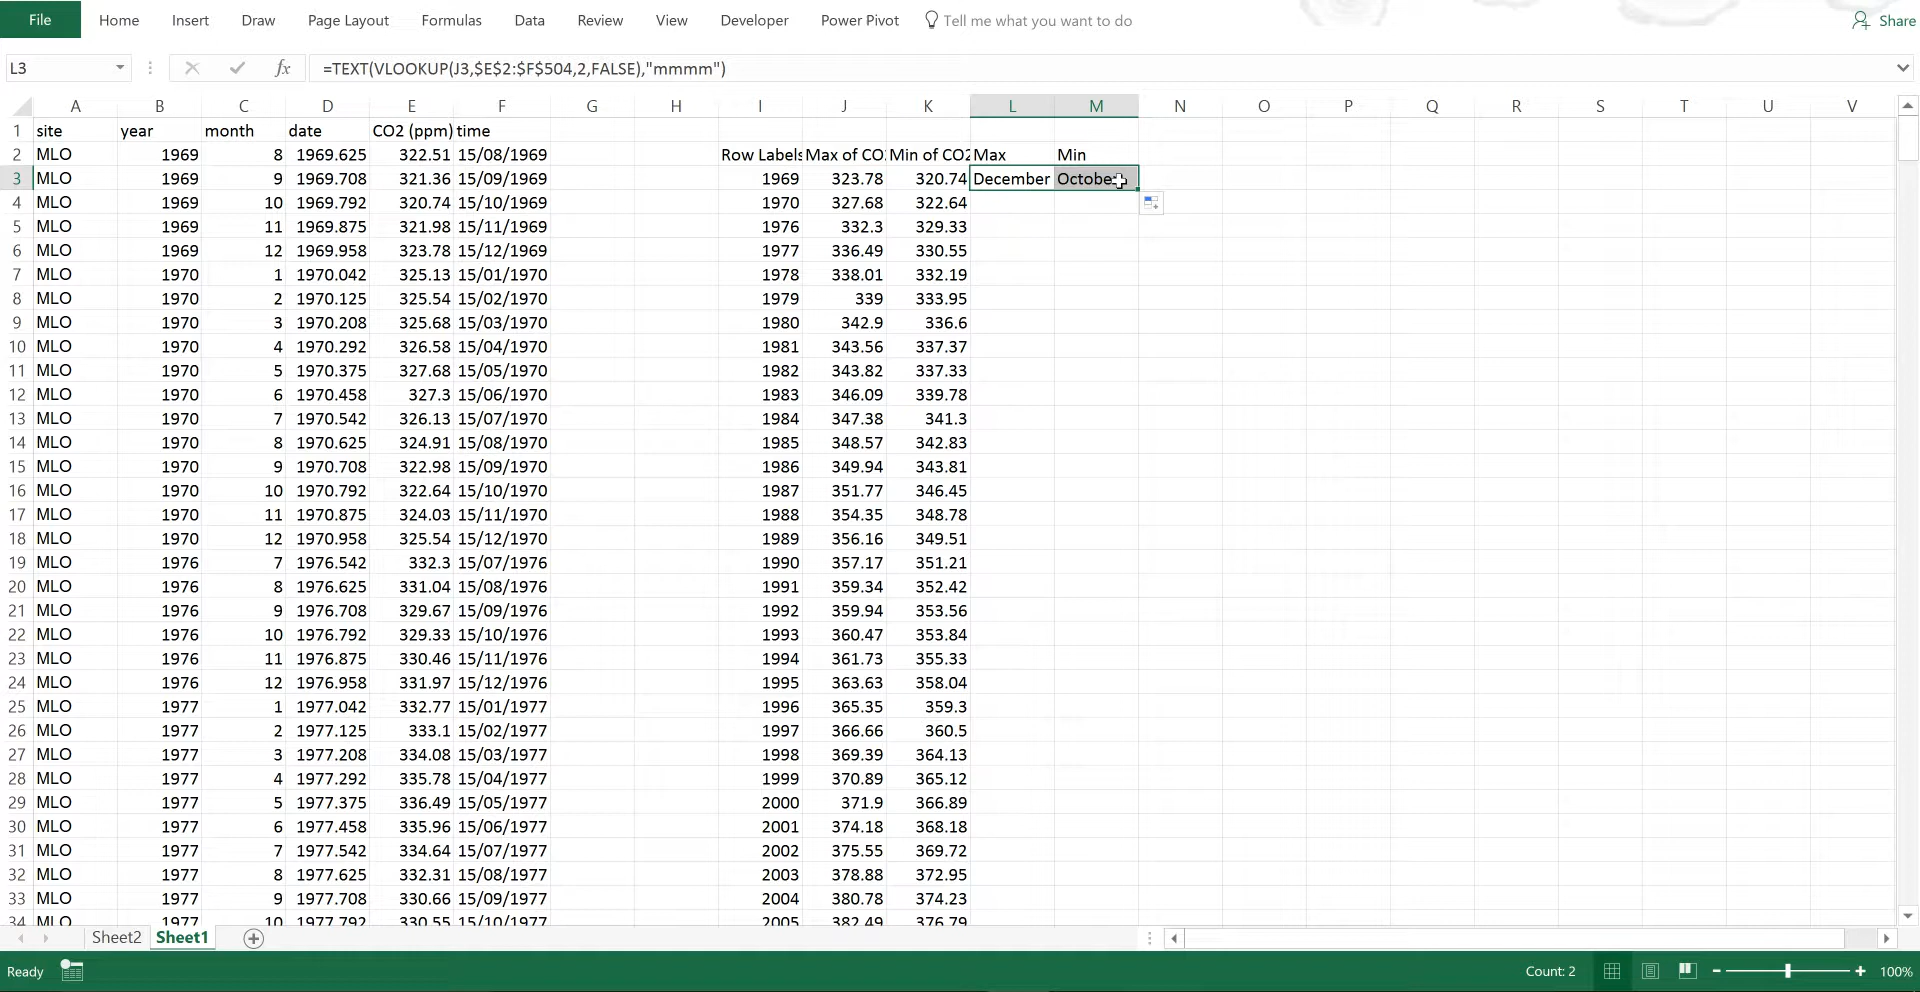 File Home Insert Draw Page Layout Formulas Data Review View Developer Power Pivot Tell me what you want to do Share
L3 fx =TEXT(VLOOKUP(J3,$E$2:$F$504,2,FALSE),"mmmm")
A B C D E F G H I J K L M N O P Q R S T U V
1 site year month date CO2 (ppm) time
2 MLO 1969 8 1969.625 322.51 15/08/1969 Row Labels Max of CO Min of CO2 Max Min
3 MLO 1969 9 1969.708 321.36 15/09/1969 1969 323.78 320.74 December October
4 MLO 1969 10 1969.792 320.74 15/10/1969 1970 327.68 322.64
5 MLO 1969 11 1969.875 321.98 15/11/1969 1976 332.3 329.33
6 MLO 1969 12 1969.958 323.78 15/12/1969 1977 336.49 330.55
7 MLO 1970 1 1970.042 325.13 15/01/1970 1978 338.01 332.19
8 MLO 1970 2 1970.125 325.54 15/02/1970 1979 339 333.95
9 MLO 1970 3 1970.208 325.68 15/03/1970 1980 342.9 336.6
10 MLO 1970 4 1970.292 326.58 15/04/1970 1981 343.56 337.37
11 MLO 1970 5 1970.375 327.68 15/05/1970 1982 343.82 337.33
12 MLO 1970 6 1970.458 327.3 15/06/1970 1983 346.09 339.78
13 MLO 1970 7 1970.542 326.13 15/07/1970 1984 347.38 341.3
14 MLO 1970 8 1970.625 324.91 15/08/1970 1985 348.57 342.83
15 MLO 1970 9 1970.708 322.98 15/09/1970 1986 349.94 343.81
16 MLO 1970 10 1970.792 322.64 15/10/1970 1987 351.77 346.45
17 MLO 1970 11 1970.875 324.03 15/11/1970 1988 354.35 348.78
18 MLO 1970 12 1970.958 325.54 15/12/1970 1989 356.16 349.51
19 MLO 1976 7 1976.542 332.3 15/07/1976 1990 357.17 351.21
20 MLO 1976 8 1976.625 331.04 15/08/1976 1991 359.34 352.42
21 MLO 1976 9 1976.708 329.67 15/09/1976 1992 359.94 353.56
22 MLO 1976 10 1976.792 329.33 15/10/1976 1993 360.47 353.84
23 MLO 1976 11 1976.875 330.46 15/11/1976 1994 361.73 355.33
24 MLO 1976 12 1976.958 331.97 15/12/1976 1995 363.63 358.04
25 MLO 1977 1 1977.042 332.77 15/01/1977 1996 365.35 359.3
26 MLO 1977 2 1977.125 333.1 15/02/1977 1997 366.66 360.5
27 MLO 1977 3 1977.208 334.08 15/03/1977 1998 369.39 364.13
28 MLO 1977 4 1977.292 335.78 15/04/1977 1999 370.89 365.12
29 MLO 1977 5 1977.375 336.49 15/05/1977 2000 371.9 366.89
30 MLO 1977 6 1977.458 335.96 15/06/1977 2001 374.18 368.18
31 MLO 1977 7 1977.542 334.64 15/07/1977 2002 375.55 369.72
32 MLO 1977 8 1977.625 332.31 15/08/1977 2003 378.88 372.95
33 MLO 1977 9 1977.708 330.66 15/09/1977 2004 380.78 374.23
34 MLO 1977 10 1977.792 330.55 15/10/1977 2005 382.49 376.79
Sheet2 Sheet1
Ready Count: 2 100%